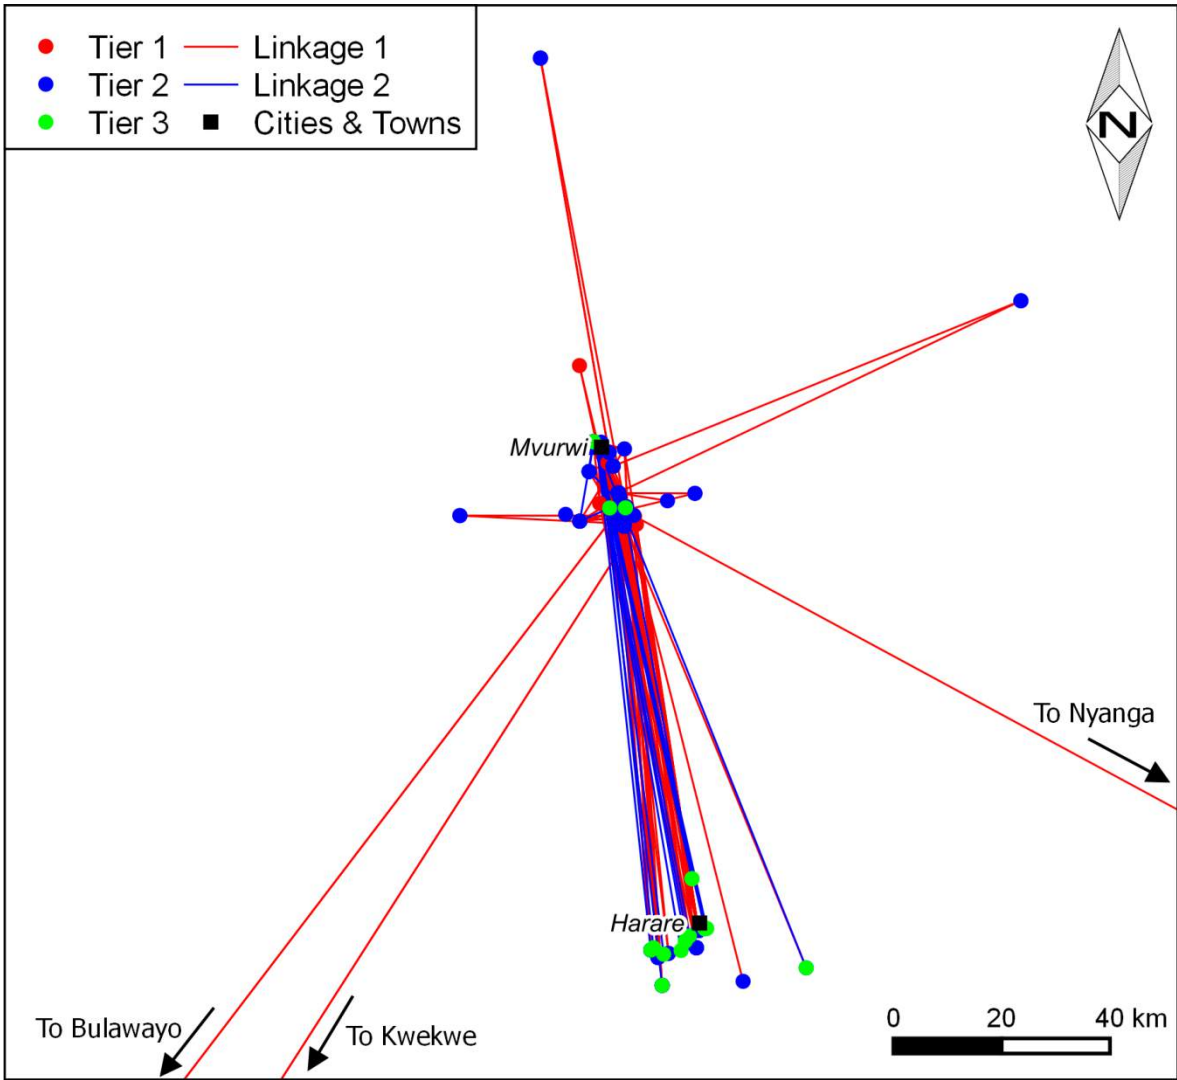 Tier 1 Linkage 1
Tier 2 Linkage 2
Tier 3 Cities & Towns
N
Mvurwi
To Nyanga
Harare
To Bulawayo
To Kwekwe
0 20 40 km